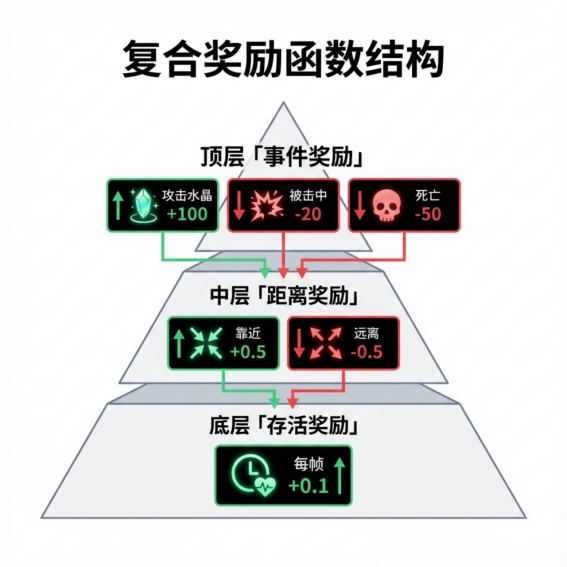 复合奖励函数结构
顶层「事件奖励」
攻击水晶
+100
被击中
-20
死亡
-50
中层「距离奖励」
靠近
+0.5
远离
-0.5
底层「存活奖励」
每帧
+0.1